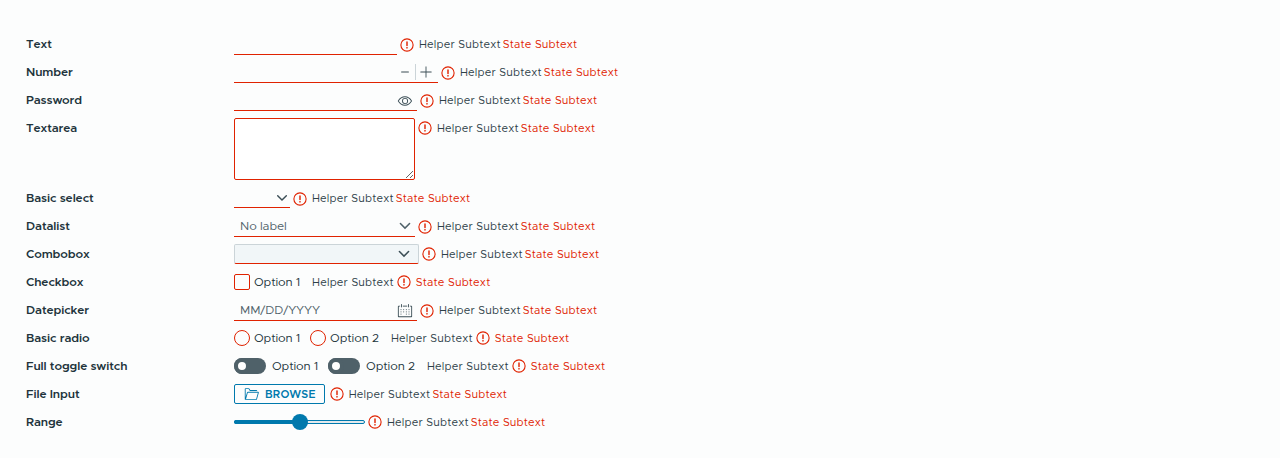 Text Helper Subtext State Subtext
Number Helper Subtext State Subtext
Password Helper Subtext State Subtext
Textarea Helper Subtext State Subtext
Basic select Helper Subtext State Subtext
Datalist No label Helper Subtext State Subtext
Combobox Helper Subtext State Subtext
Checkbox Option 1 Helper Subtext State Subtext
Datepicker MM/DD/YYYY Helper Subtext State Subtext
Basic radio Option 1 Option 2 Helper Subtext State Subtext
Full toggle switch Option 1 Option 2 Helper Subtext State Subtext
File Input BROWSE Helper Subtext State Subtext
Range Helper Subtext State Subtext